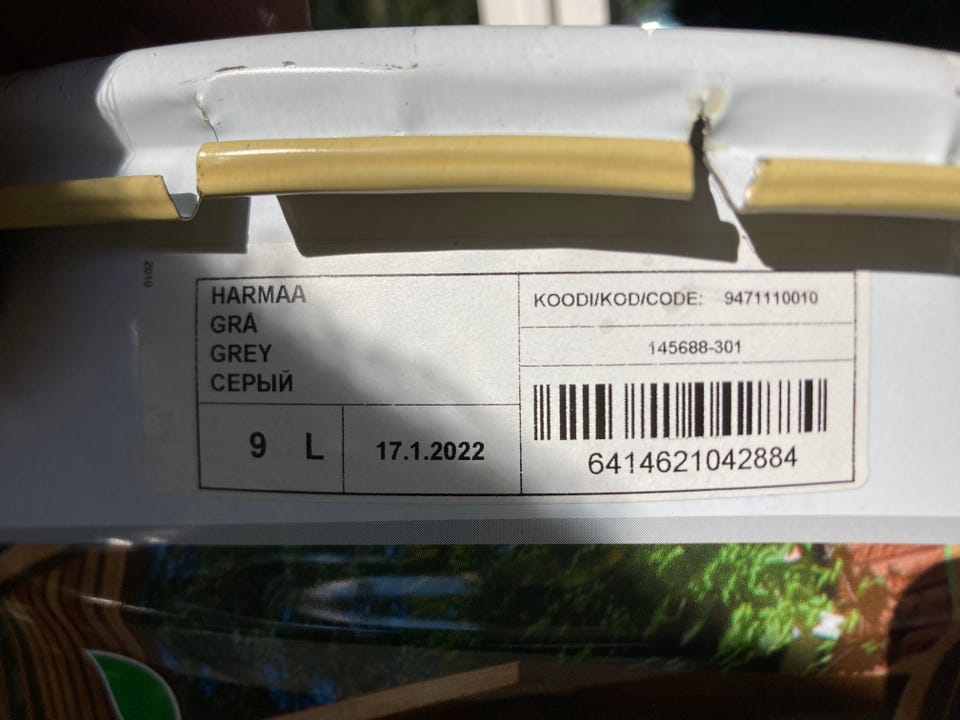 2010
HARMAA
GRÅ
GREY
СЕРЫЙ
9 L
17.1.2022
KOODI/KOD/CODE: 9471110010
145688-301
6414621042884